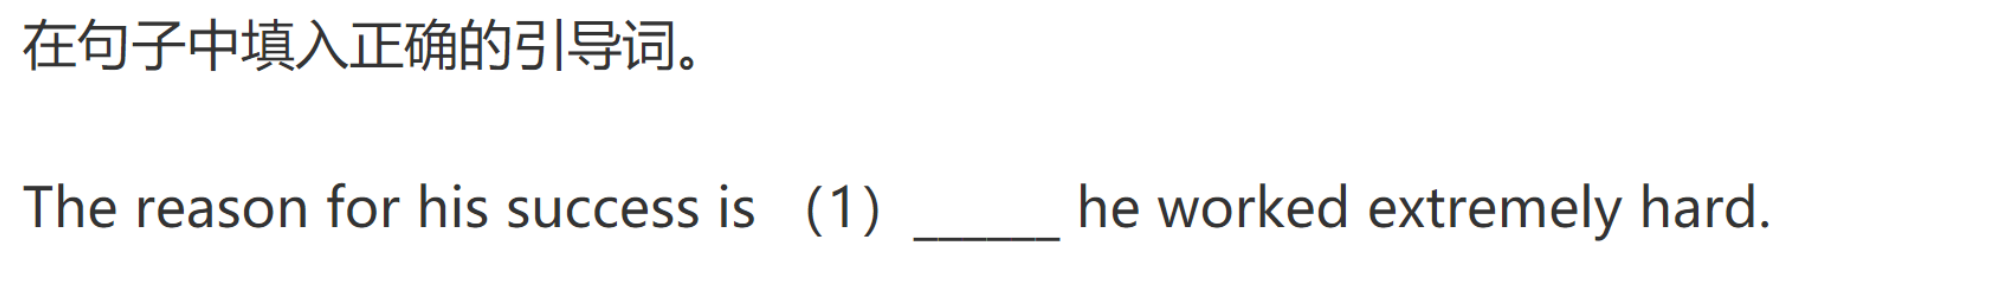 在句子中填入正确的引导词。
The reason for his success is （1）______ he worked extremely hard.